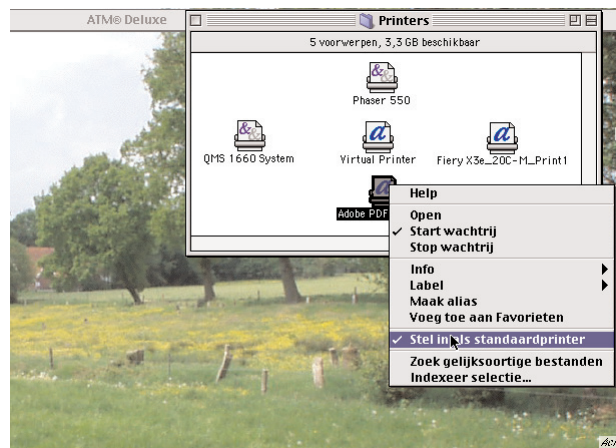 ATM® Deluxe
Printers
5 voorwerpen, 3,3 GB beschikbaar
Phaser 550
QMS 1660 System
Virtual Printer
Fiery X3e_20C-M_Print1
Adobe PDF
Help
Open
Start wachtrij
Stop wachtrij
Info
Label
Maak alias
Voeg toe aan Favorieten
Stel in als standaardprinter
Zoek gelijksoortige bestanden
Indexeer selectie...